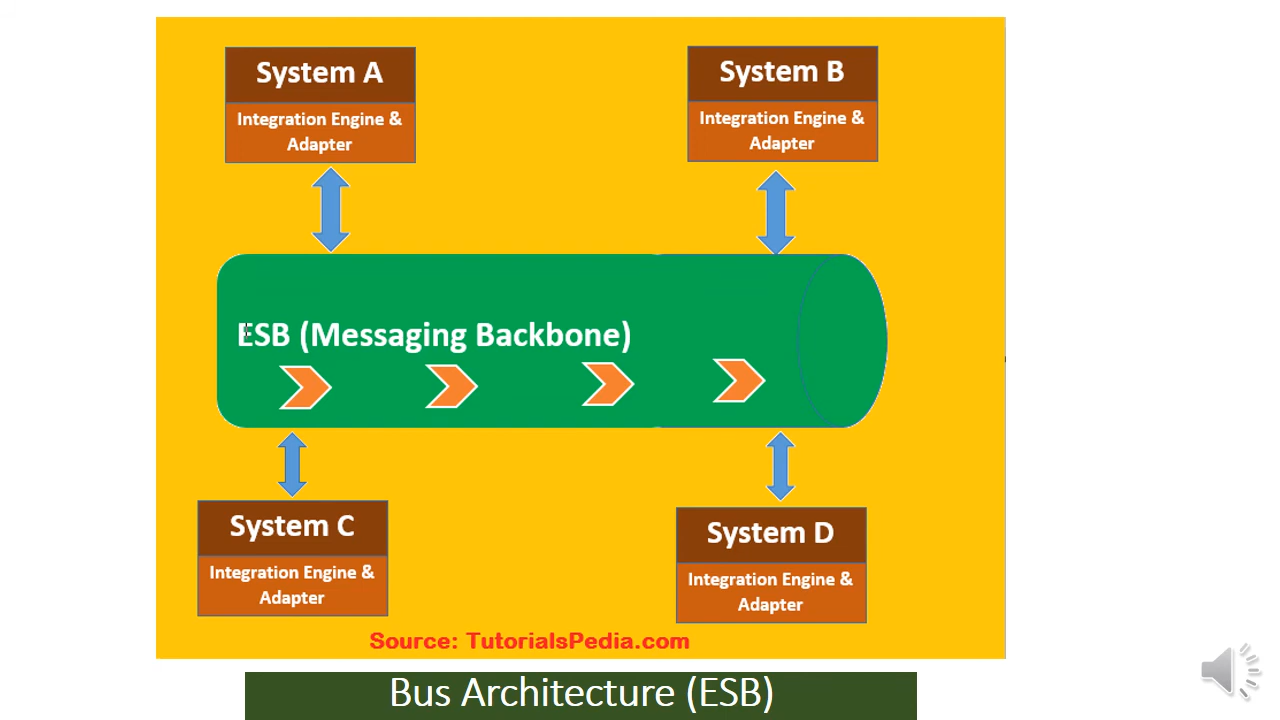 System A
Integration Engine &
Adapter
System B
Integration Engine &
Adapter
ESB (Messaging Backbone)
System C
Integration Engine &
Adapter
System D
Integration Engine &
Adapter
Source: TutorialsPedia.com
Bus Architecture (ESB)